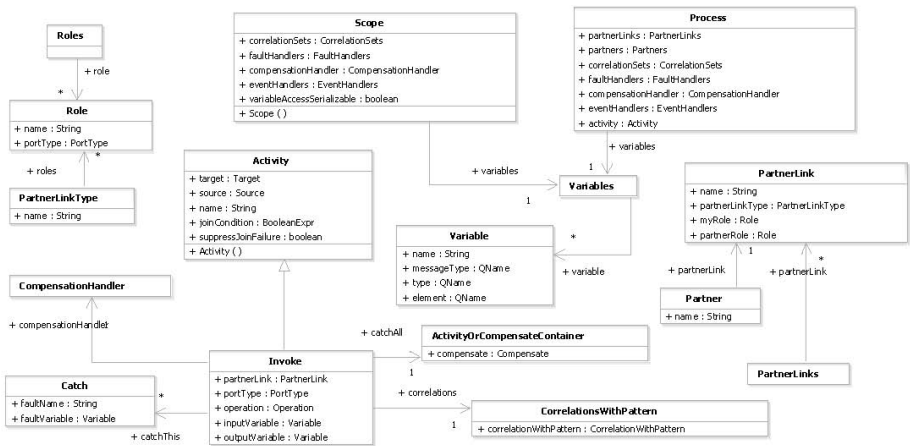 Roles
+ role
*
Role
+ name : String
+ portType : PortType
*
+ roles
PartnerLinkType
+ name : String
Scope
+ correlationSets : CorrelationSets
+ faultHandlers : FaultHandlers
+ compensationHandler : CompensationHandler
+ eventHandlers : EventHandlers
+ variableAccessSerializable : boolean
+ Scope ( )
Process
+ partnerLinks : PartnerLinks
+ partners : Partners
+ correlationSets : CorrelationSets
+ faultHandlers : FaultHandlers
+ compensationHandler : CompensationHandler
+ eventHandlers : EventHandlers
+ activity : Activity
+ variables
1
+ variables
1
Variables
Activity
+ target : Target
+ source : Source
+ name : String
+ joinCondition : BooleanExpr
+ suppressJoinFailure : boolean
+ Activity ( )
Variable
+ name : String
+ messageType : QName
+ type : QName
+ element : QName
*
+ variable
PartnerLink
+ name : String
+ partnerLinkType : PartnerLinkType
+ myRole : Role
+ partnerRole : Role
1
+ partnerLink
*
+ partnerLink
Partner
+ name : String
PartnerLinks
CompensationHandler
+ compensationHandler
+ catchAll
1
ActivityOrCompensateContainer
+ compensate : Compensate
Invoke
+ partnerLink : PartnerLink
+ portType : PortType
+ operation : Operation
+ inputVariable : Variable
+ outputVariable : Variable
Catch
+ faultName : String
+ faultVariable : Variable
*
+ catchThis
+ correlations
1
CorrelationsWithPattern
+ correlationWithPattern : CorrelationWithPattern